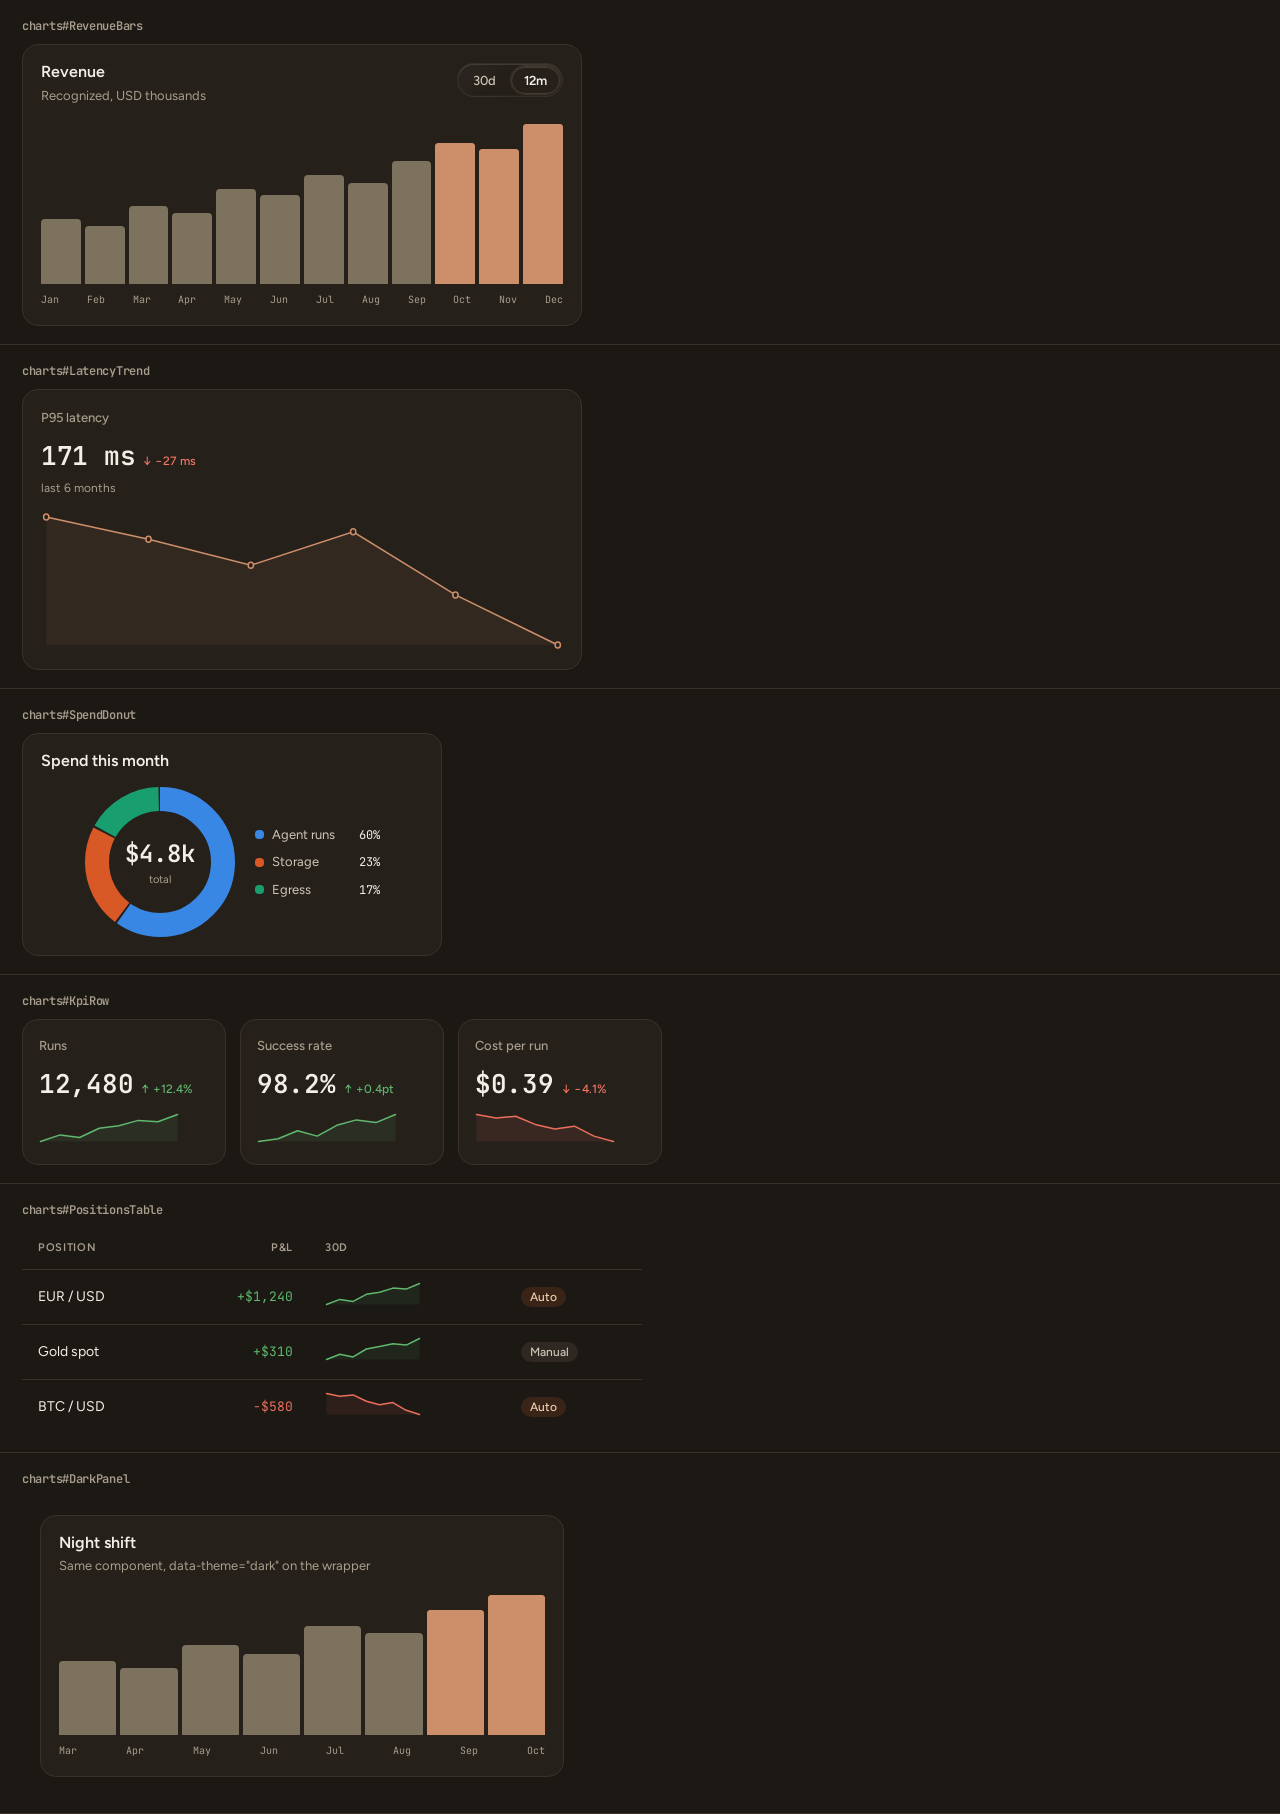 charts#RevenueBars
Revenue
30d 12m
Recognized, USD thousands
Jan Feb Mar Apr May Jun Jul Aug Sep Oct Nov Dec
charts#LatencyTrend
P95 latency
171 ms ↓ −27 ms
last 6 months
charts#SpendDonut
Spend this month
$4.8k
total
Agent runs 60%
Storage 23%
Egress 17%
charts#KpiRow
Runs
12,480 ↑ +12.4%
Success rate
98.2% ↑ +0.4pt
Cost per run
$0.39 ↓ −4.1%
charts#PositionsTable
POSITION P&L 30D
EUR / USD +$1,240 Auto
Gold spot +$310 Manual
BTC / USD -$580 Auto
charts#DarkPanel
Night shift
Same component, data-theme="dark" on the wrapper
Mar Apr May Jun Jul Aug Sep Oct